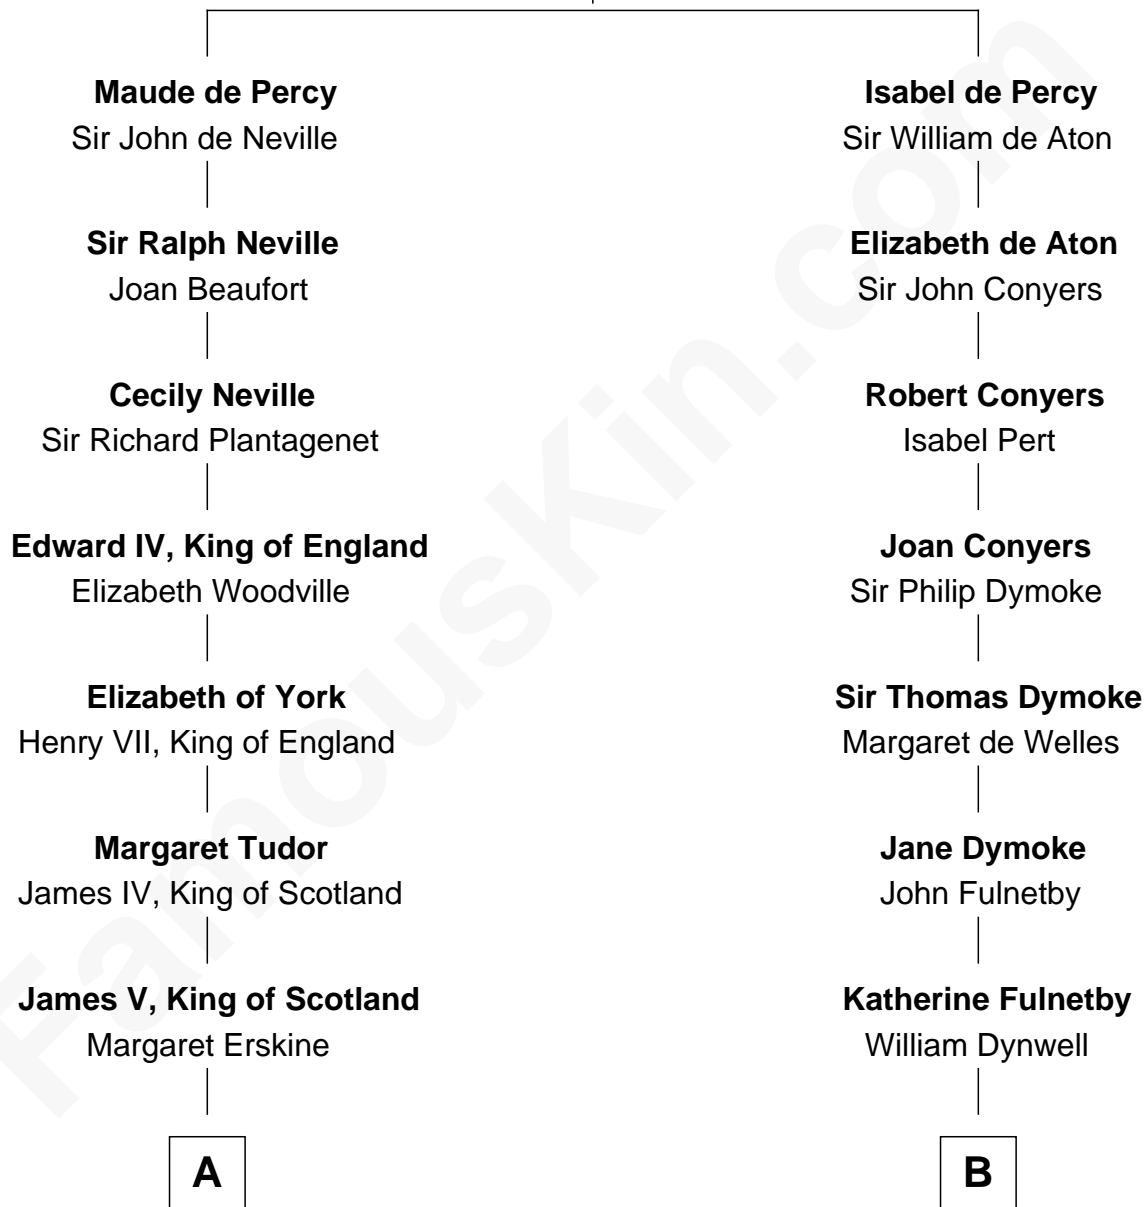 Maude de Percy
Sir John de Neville
Sir Ralph Neville
Joan Beaufort
Cecily Neville
Sir Richard Plantagenet
Edward IV, King of England
Elizabeth Woodville
Elizabeth of York
Henry VII, King of England
Margaret Tudor
James IV, King of Scotland
James V, King of Scotland
Margaret Erskine
A
Isabel de Percy
Sir William de Aton
Elizabeth de Aton
Sir John Conyers
Robert Conyers
Isabel Pert
Joan Conyers
Sir Philip Dymoke
Sir Thomas Dymoke
Margaret de Welles
Jane Dymoke
John Fulnetby
Katherine Fulnetby
William Dynwell
B
FamousKin.com